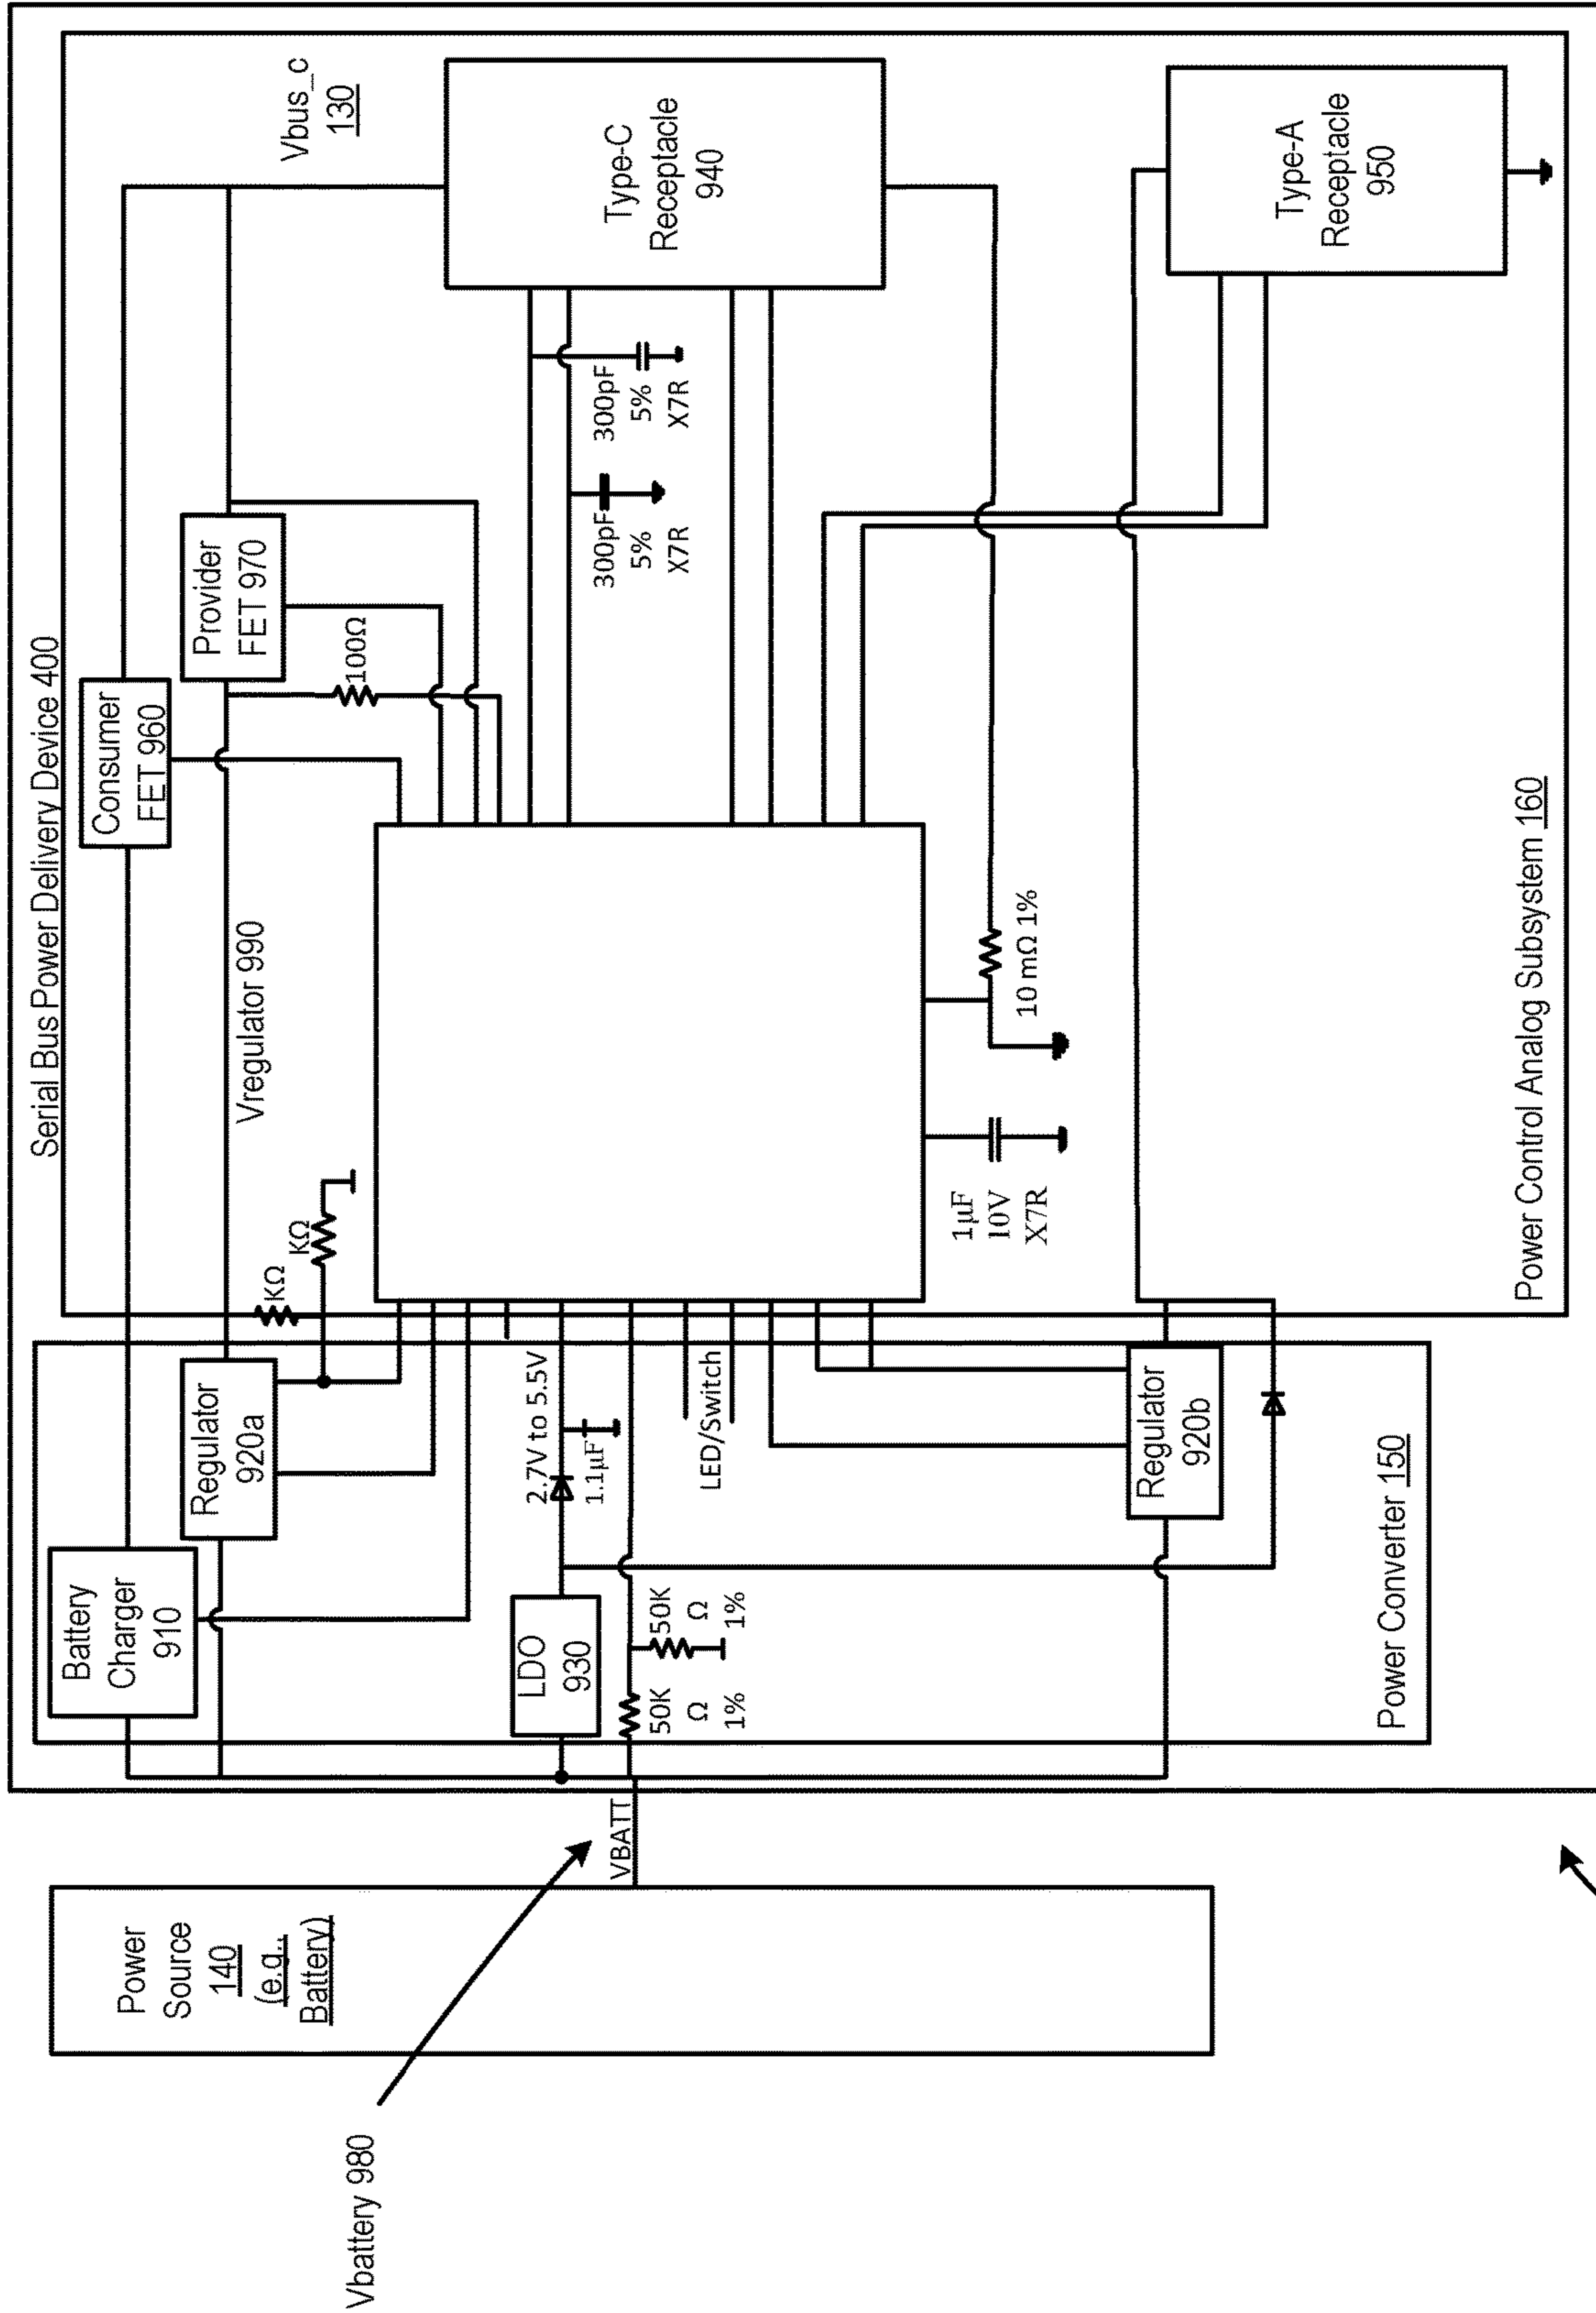 Serial Bus Power Delivery Device 400
Power
Source
140
(e.g.,
Battery)
Vbattery 980
VBATT
Battery
Charger
910
Regulator
920a
KΩ
KΩ
Vregulator 990
Consumer
FET 960
Provider
FET 970
100Ω
Vbus_c
130
LDO
930
2.7V to 5.5V
1.1µF
50K
Ω
1%
50K
Ω
1%
LED/Switch
Regulator
920b
Power Converter 150
1µF
10V
X7R
10 mΩ 1%
300pF
5%
X7R
300pF
5%
X7R
Type-C
Receptacle
940
Type-A
Receptacle
950
Power Control Analog Subsystem 160